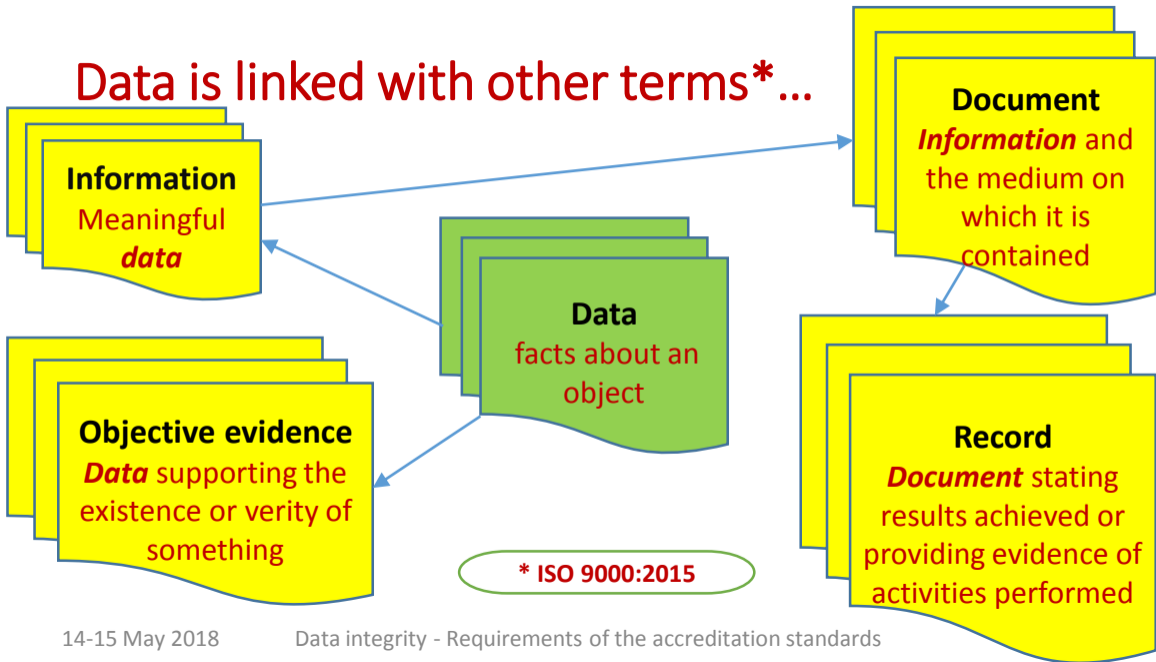 Data is linked with other terms*...
Information
Meaningful
data
Document
Information and
the medium on
which it is
contained
Data
facts about an
object
Objective evidence
Data supporting the
existence or verity of
something
Record
Document stating
results achieved or
providing evidence of
activities performed
* ISO 9000:2015
14-15 May 2018
Data integrity - Requirements of the accreditation standards